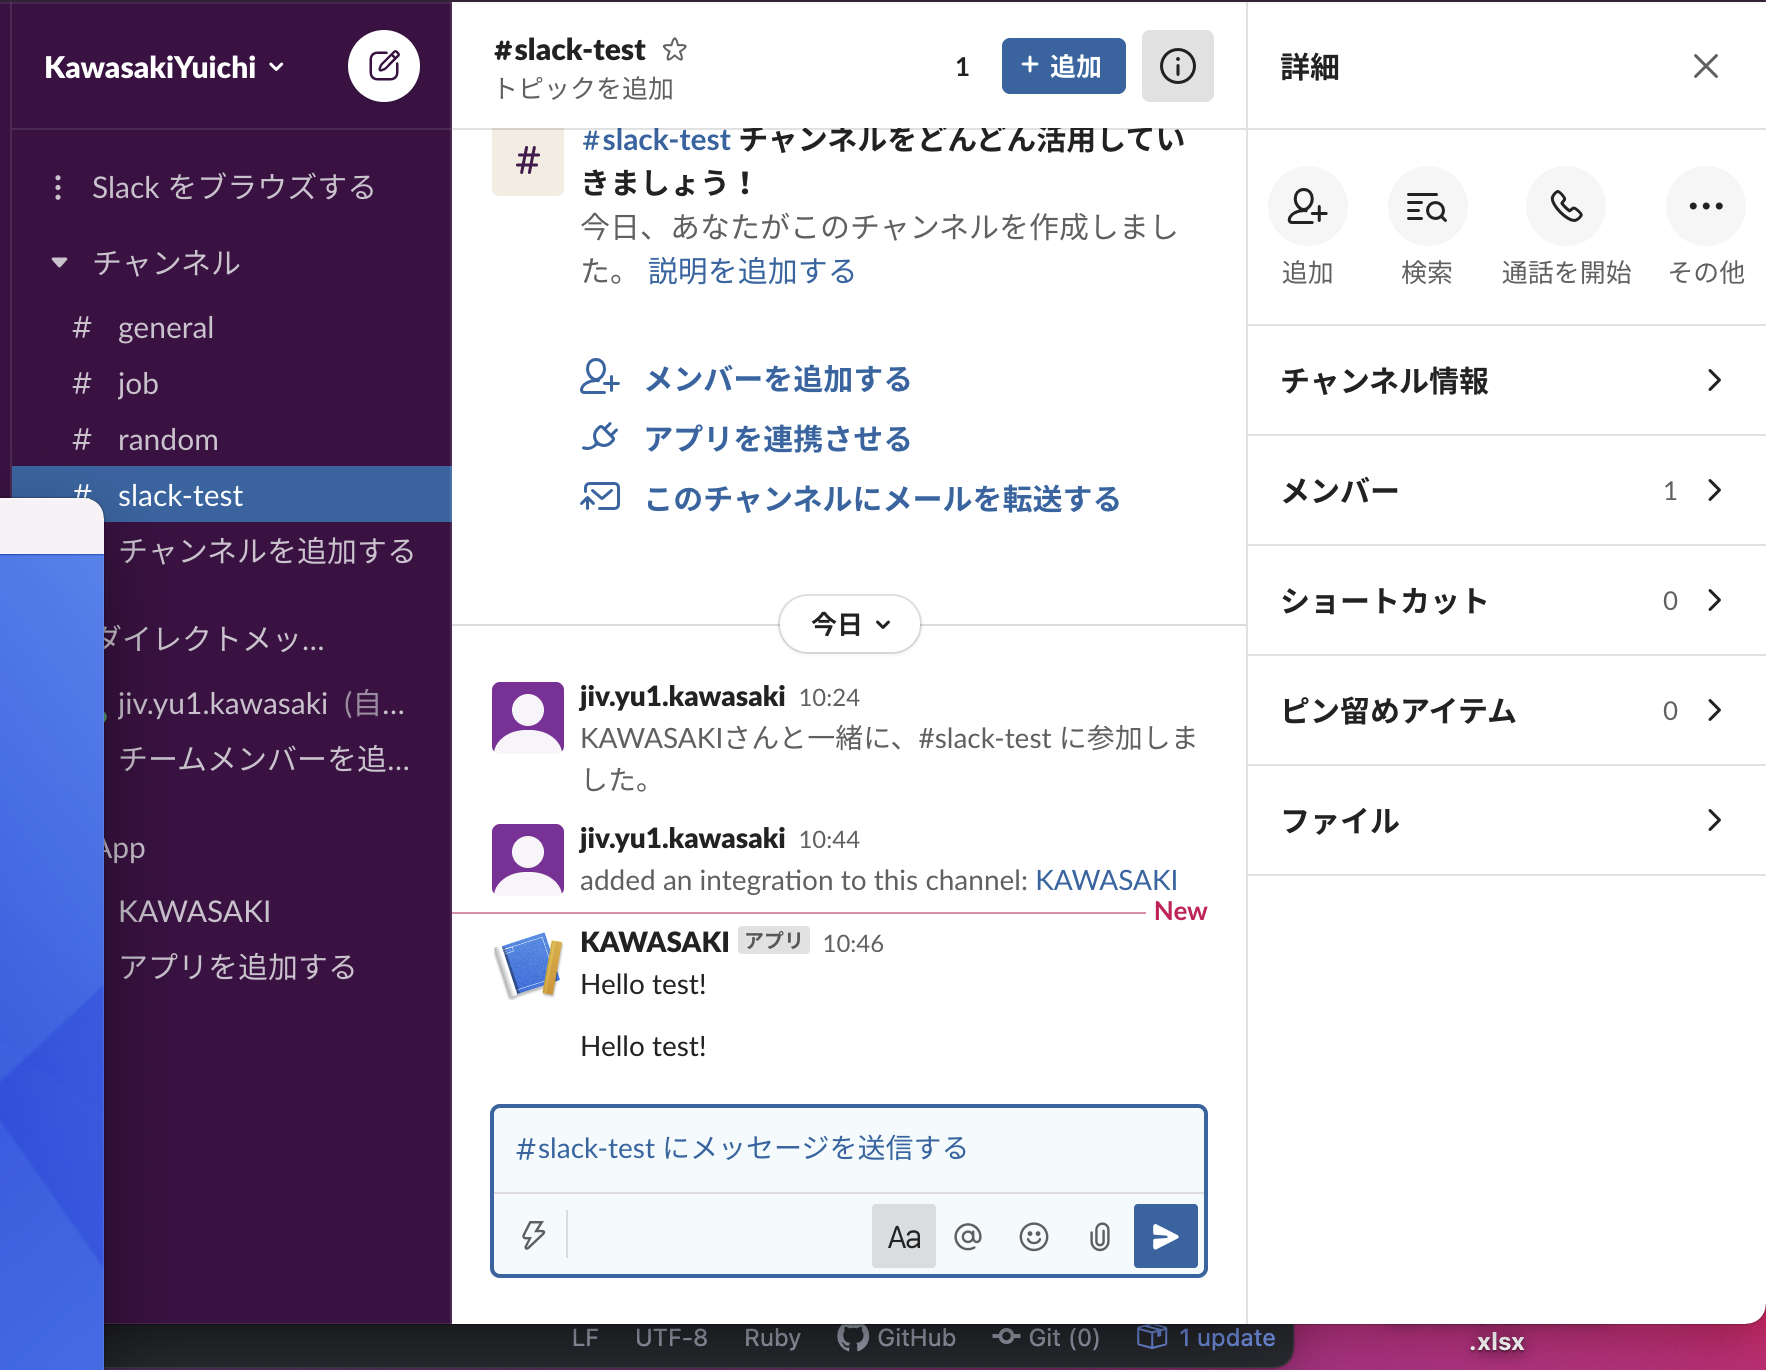 KawasakiYuichi
Slack をブラウズする
チャンネル
# general
# job
# random
# slack-test
チャンネルを追加する
ダイレクトメッ...
jiv.yu1.kawasaki (自...
チームメンバーを追...
App
KAWASAKI
アプリを追加する
#slack-test
トピックを追加
1
+ 追加
# #slack-test チャンネルをどんどん活用してい
きましょう！
今日、あなたがこのチャンネルを作成しまし
た。 説明を追加する
メンバーを追加する
アプリを連携させる
このチャンネルにメールを転送する
今日
jiv.yu1.kawasaki 10:24
KAWASAKIさんと一緒に、#slack-test に参加しま
した。
jiv.yu1.kawasaki 10:44
added an integration to this channel: KAWASAKI
New
KAWASAKI アプリ 10:46
Hello test!
Hello test!
#slack-test にメッセージを送信する
Aa @
詳細
追加 検索 通話を開始 その他
チャンネル情報
メンバー 1
ショートカット 0
ピン留めアイテム 0
ファイル
LF UTF-8 Ruby GitHub Git (0) 1 update
.xlsx